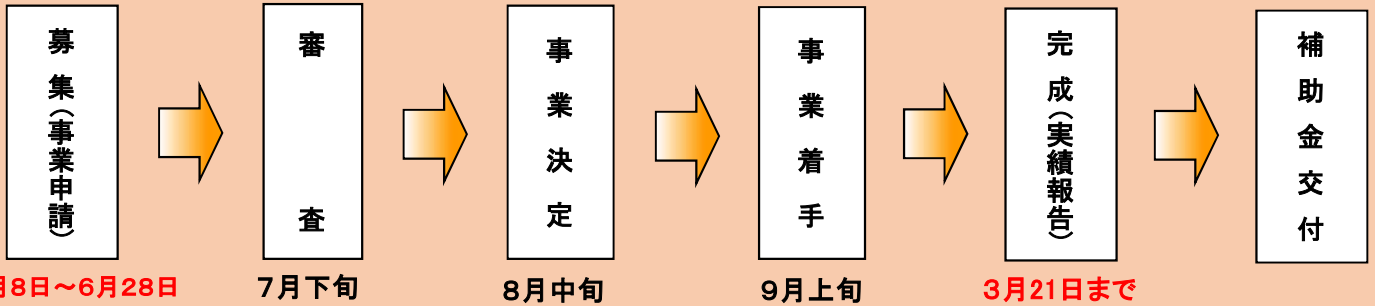 募集(事業申請)
審査
事業決定
事業着手
完成(実績報告)
補助金交付
月8日～6月28日
7月下旬
8月中旬
9月上旬
3月21日まで